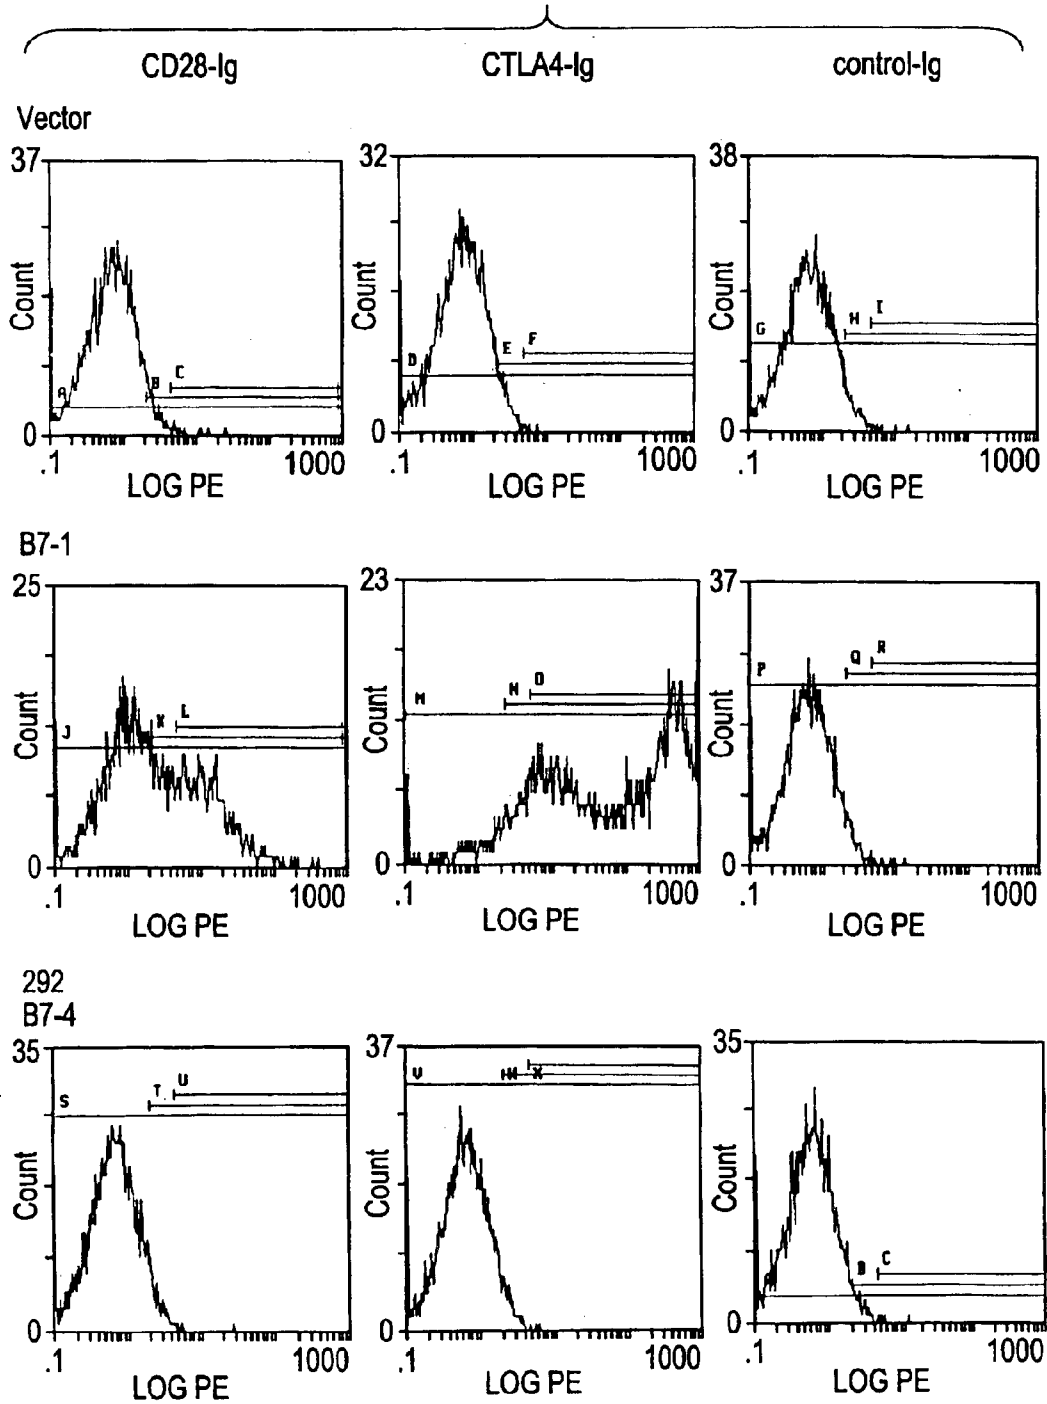 CD28-Ig CTLA4-Ig control-Ig
Vector
37 32 38
Count Count Count
A B C D E F G H I
0 0 0
.1 1000 .1 1000 .1 1000
LOG PE LOG PE LOG PE
B7-1
25 23 37
Count Count Count
J K L M N O P Q R
0 0 0
.1 1000 .1 1000 .1 1000
LOG PE LOG PE LOG PE
292
B7-4
35 37 35
Count Count Count
S T U V W X B C
0 0 0
.1 1000 .1 1000 .1 1000
LOG PE LOG PE LOG PE